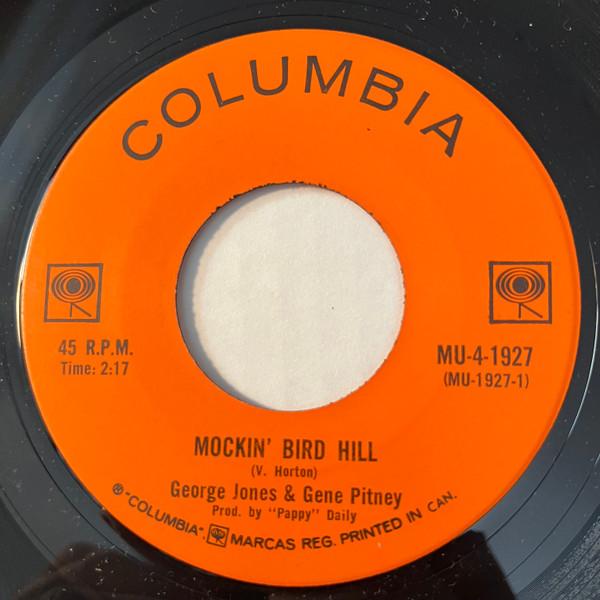 COLUMBIA
45 R.P.M.
Time: 2:17
MU-4-1927
(MU-1927-1)
MOCKIN' BIRD HILL
(V. Horton)
George Jones & Gene Pitney
Prod. by "Pappy" Daily
® "COLUMBIA". MARCAS REG. PRINTED IN CAN.